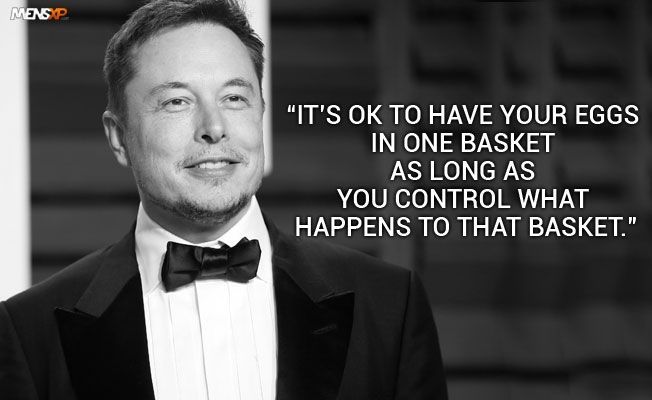 MENSXP
“IT'S OK TO HAVE YOUR EGGS
IN ONE BASKET
AS LONG AS
YOU CONTROL WHAT
HAPPENS TO THAT BASKET.”